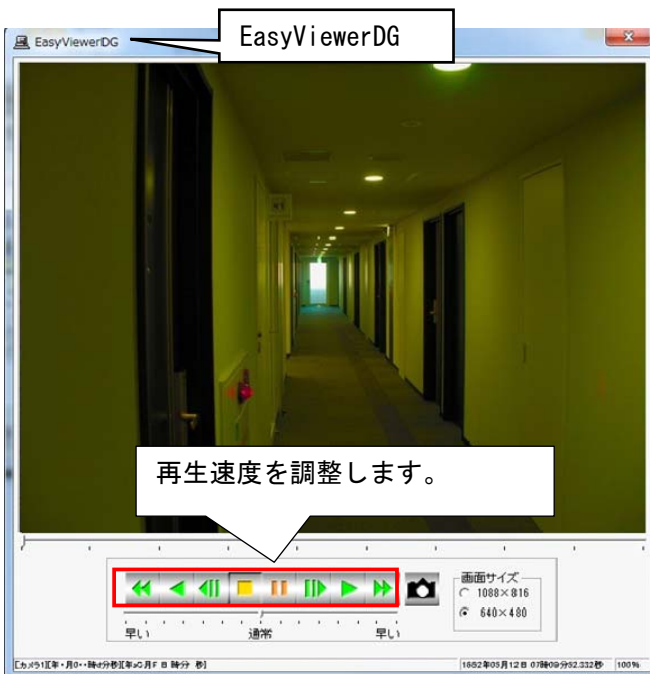 EasyViewerDG
EasyViewerDG
再生速度を調整します。
画面サイズ
1088×816
640×480
早い 通常 早い
100%